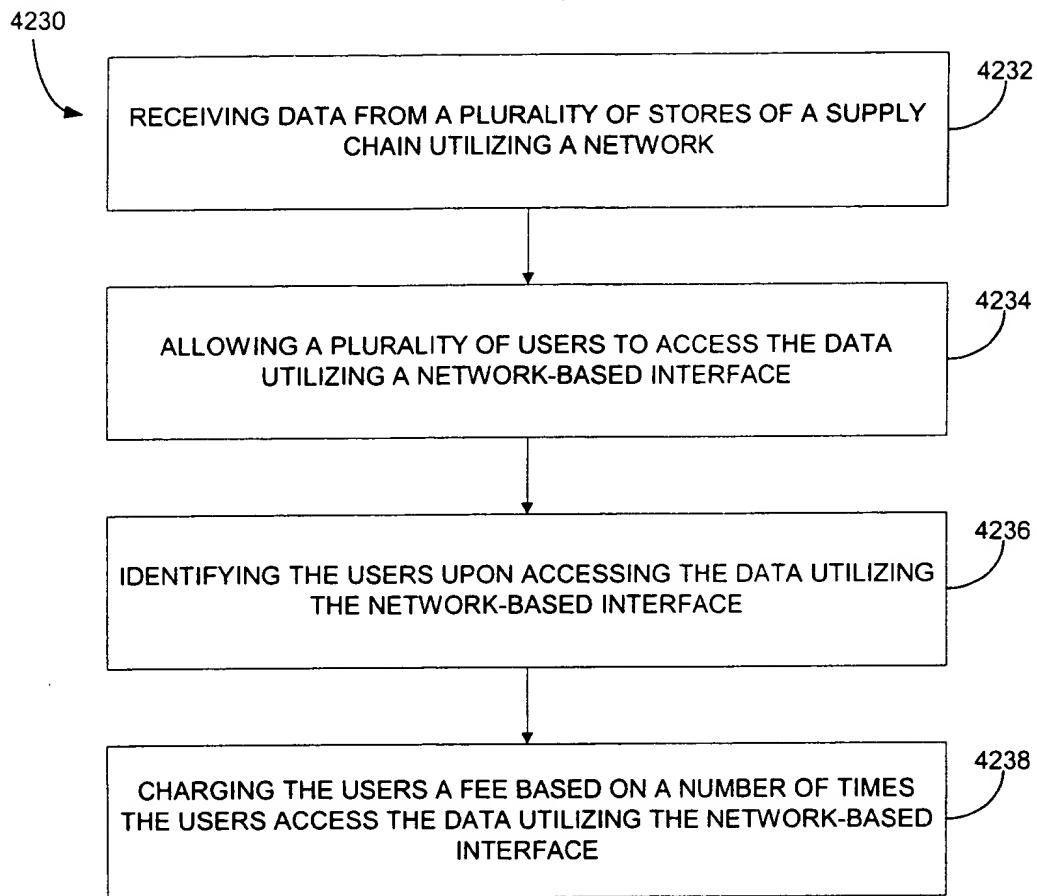 4230
4232
RECEIVING DATA FROM A PLURALITY OF STORES OF A SUPPLY
CHAIN UTILIZING A NETWORK
4234
ALLOWING A PLURALITY OF USERS TO ACCESS THE DATA
UTILIZING A NETWORK-BASED INTERFACE
4236
IDENTIFYING THE USERS UPON ACCESSING THE DATA UTILIZING
THE NETWORK-BASED INTERFACE
4238
CHARGING THE USERS A FEE BASED ON A NUMBER OF TIMES
THE USERS ACCESS THE DATA UTILIZING THE NETWORK-BASED
INTERFACE